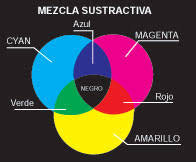 MEZCLA SUSTRACTIVA
Azul
CYAN
MAGENTA
NEGRO
Verde
Rojo
AMARILLO